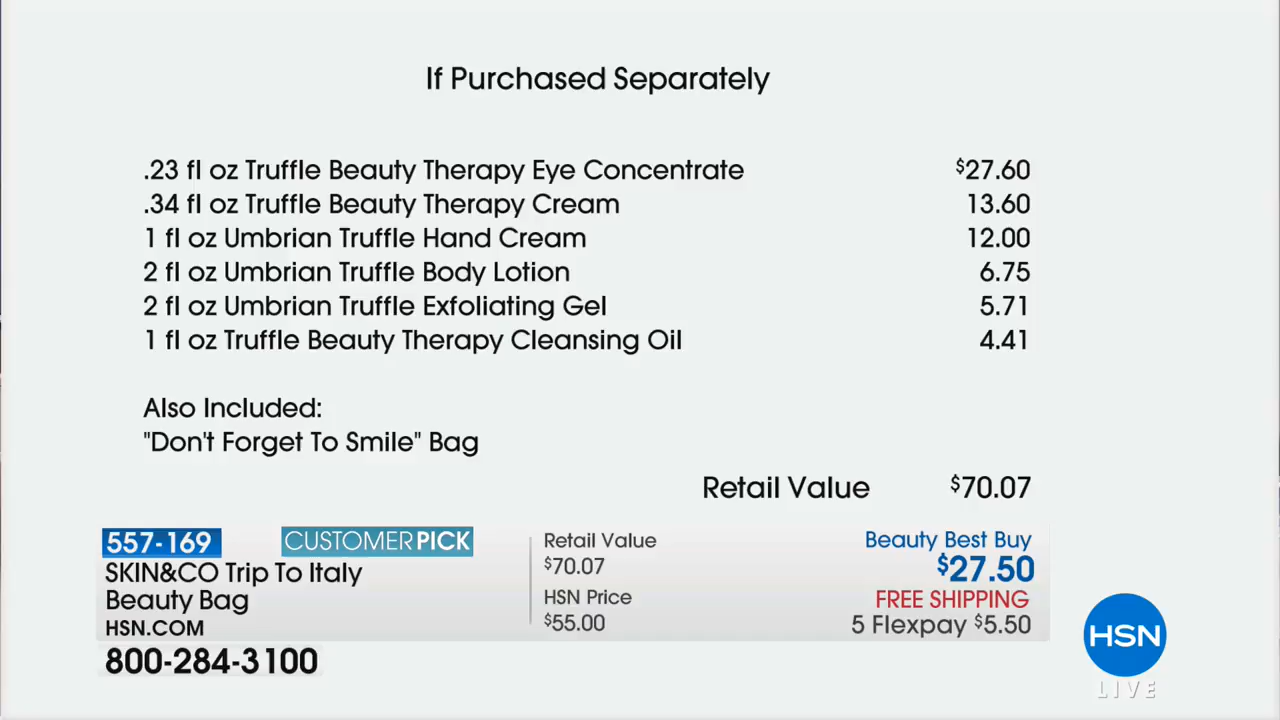 If Purchased Separately
.23 fl oz Truffle Beauty Therapy Eye Concentrate $27.60
.34 fl oz Truffle Beauty Therapy Cream 13.60
1 fl oz Umbrian Truffle Hand Cream 12.00
2 fl oz Umbrian Truffle Body Lotion 6.75
2 fl oz Umbrian Truffle Exfoliating Gel 5.71
1 fl oz Truffle Beauty Therapy Cleansing Oil 4.41
Also Included:
"Don't Forget To Smile" Bag
Retail Value $70.07
557-169 CUSTOMERPICK
SKIN&CO Trip To Italy
Beauty Bag
HSN.COM
800-284-3100
Retail Value
$70.07
HSN Price
$55.00
Beauty Best Buy
$27.50
FREE SHIPPING
5 Flexpay $5.50
HSN
LIVE